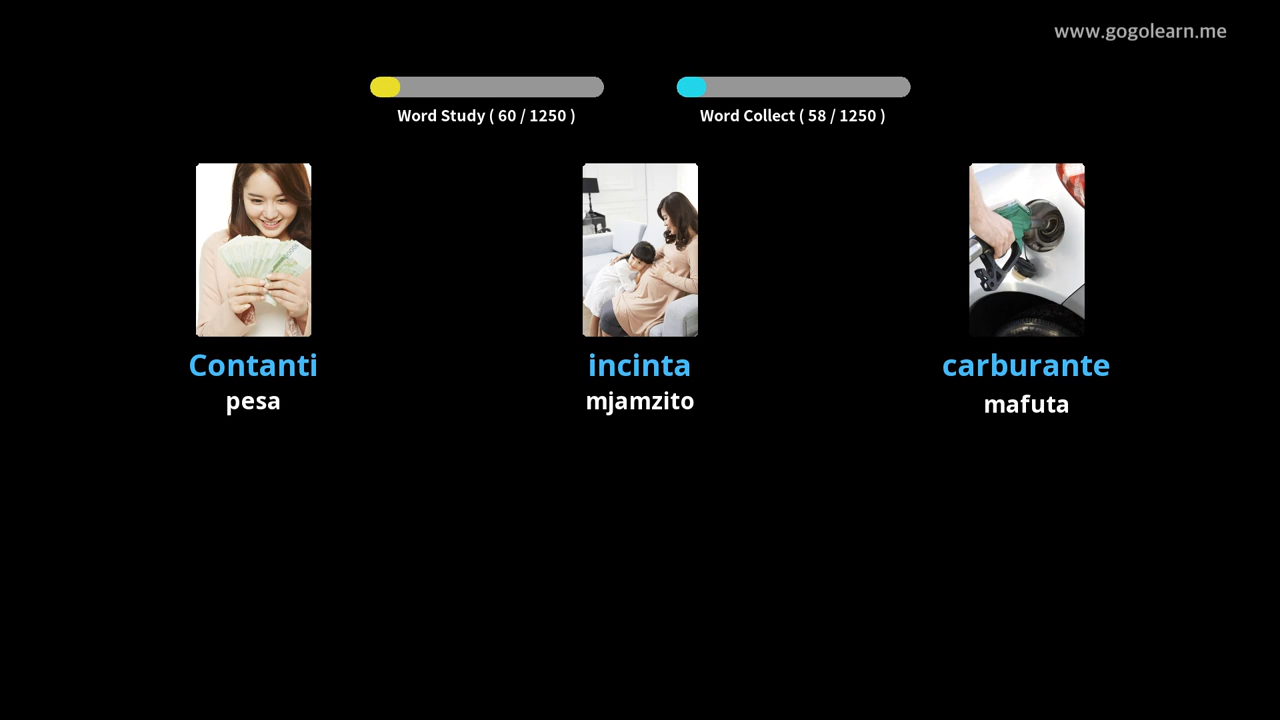 www.gogolearn.me
Word Study ( 60 / 1250 )
Word Collect ( 58 / 1250 )
Contanti
pesa
incinta
mjamzito
carburante
mafuta